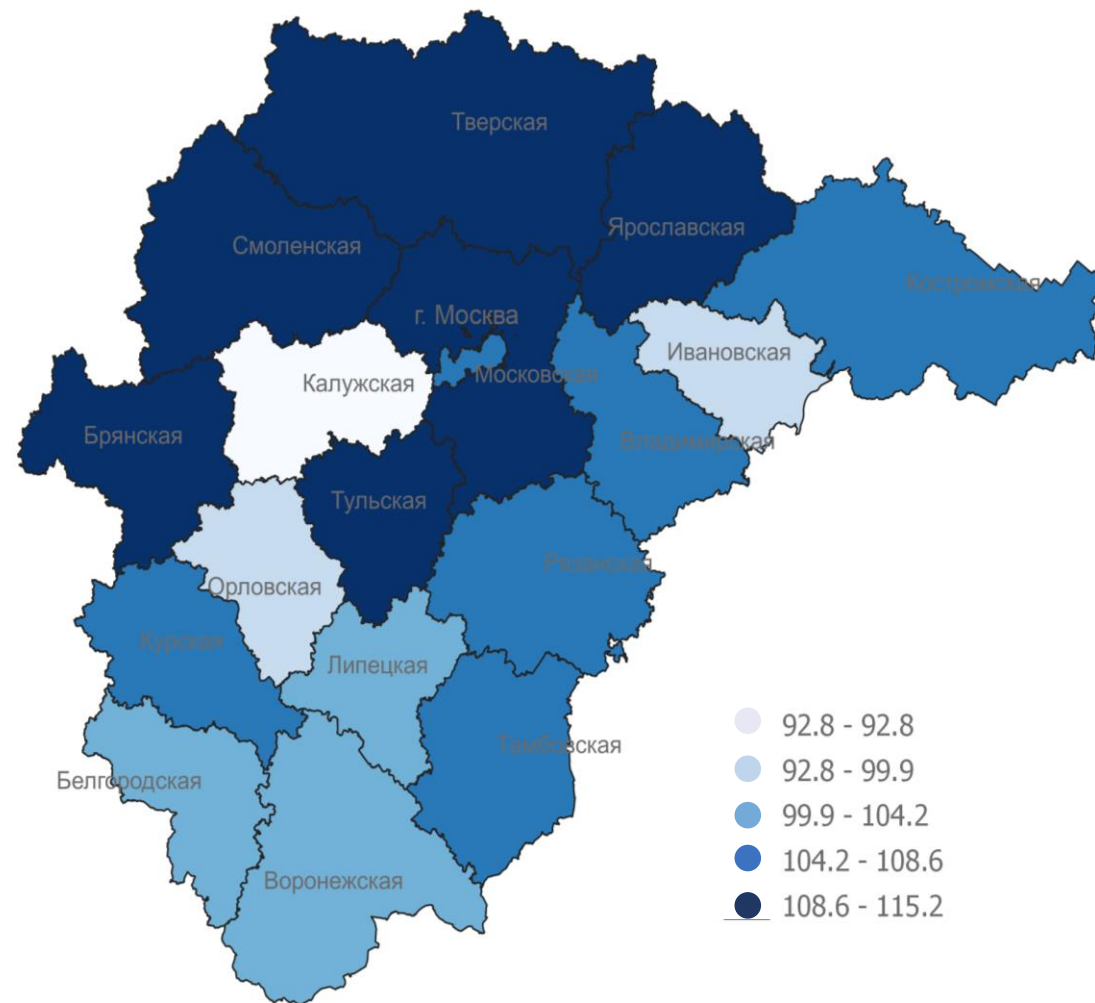 Тверская
Ярославская
Смоленская
Костромская
г. Москва
Ивановская
Московская
Калужская
Брянская
Владимирская
Тульская
Рязанская
Орловская
Курская
Липецкая
Тамбовская
Белгородская
Воронежская
92.8 - 92.8
92.8 - 99.9
99.9 - 104.2
104.2 - 108.6
108.6 - 115.2